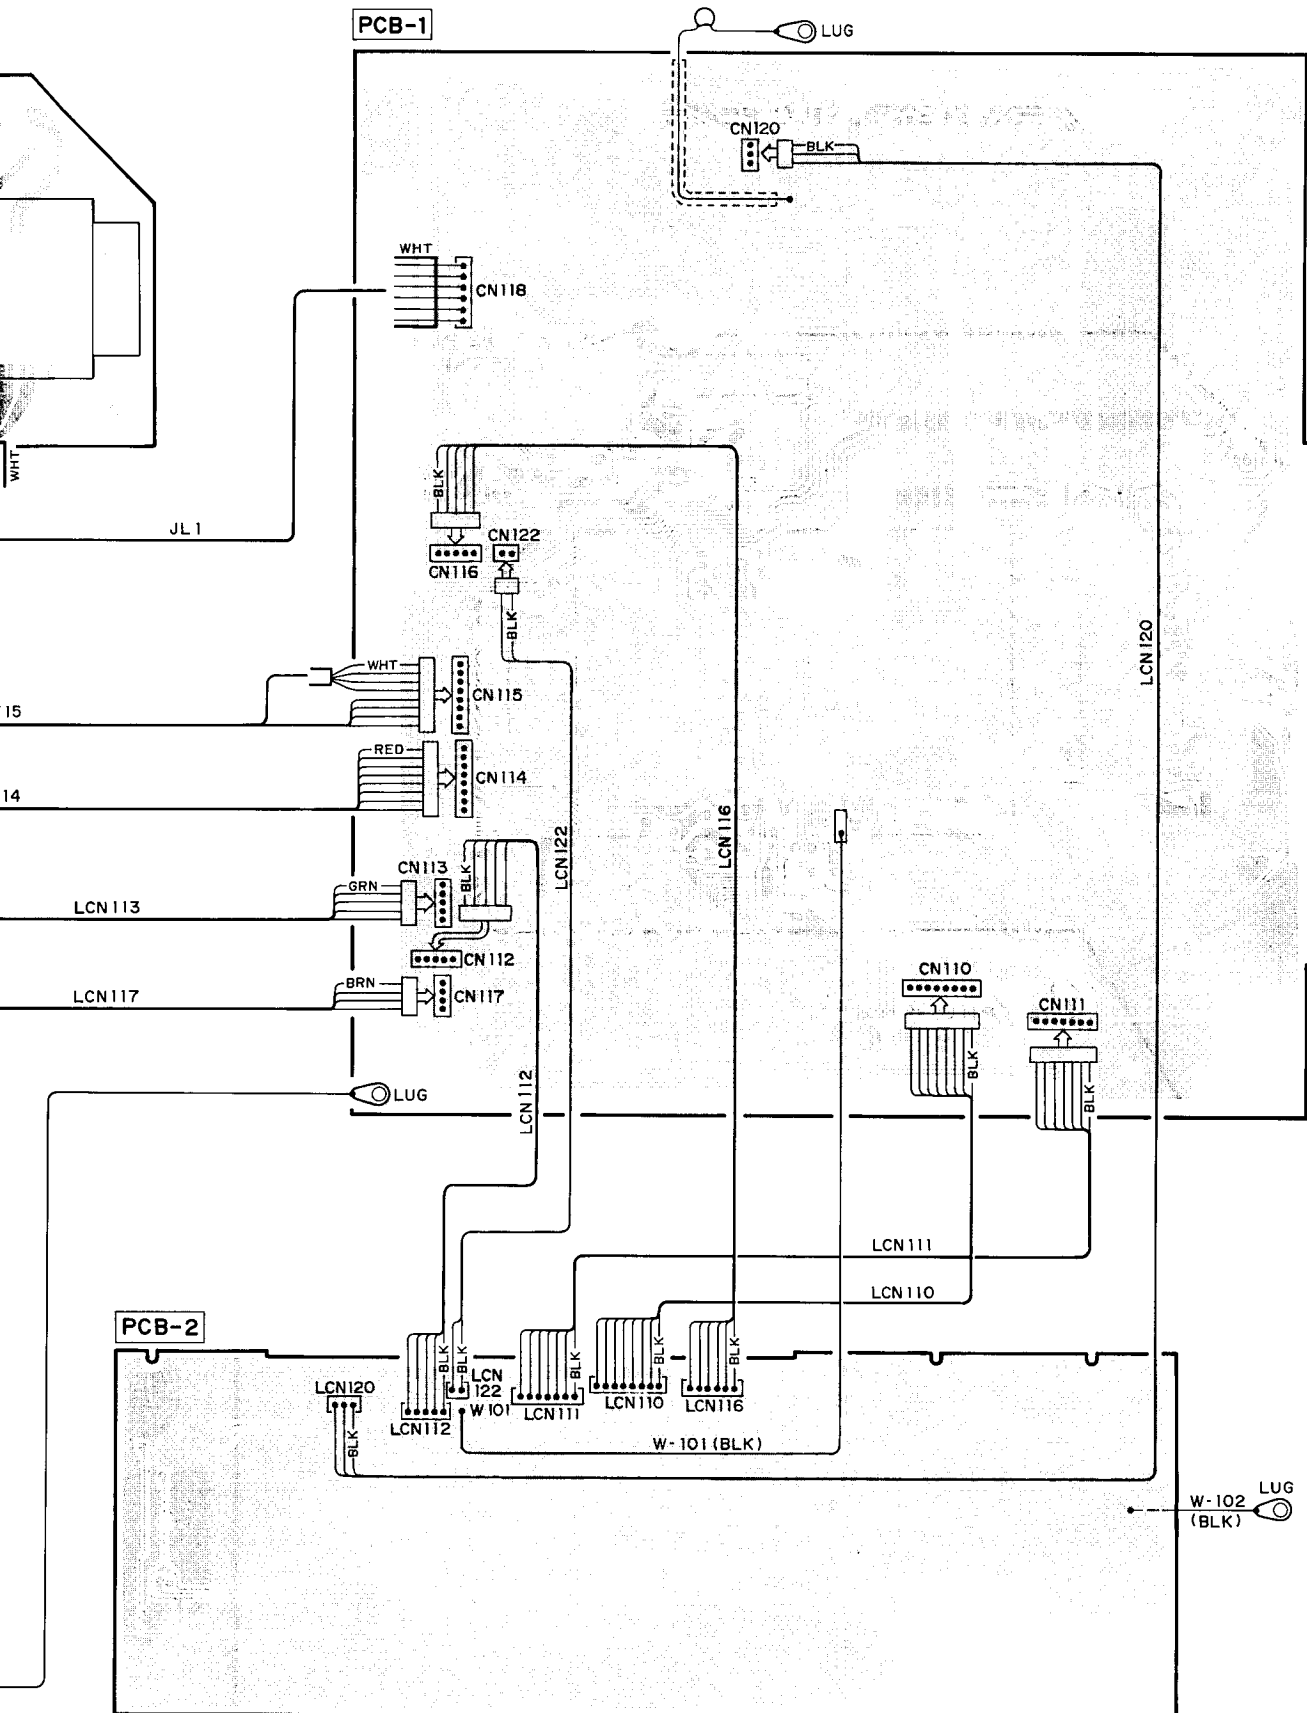 PCB-1
LUG
CN120
BLK
WHT
CN118
WHT
BLK
JL1
CN122
CN116
BLK
LCN120
WHT
CN115
15
RED
CN114
14
LCN122
LCN116
CN113
BLK
GRN
LCN113
CN112
CN110
BRN
CN117
LCN117
CN111
BLK
LUG
LCN112
BLK
LCN111
LCN110
PCB-2
BLK
BLK
BLK
BLK
BLK
LCN120
LCN
122
W101
LCN112
LCN111
LCN110
LCN116
BLK
W-101(BLK)
LUG
W-102
(BLK)